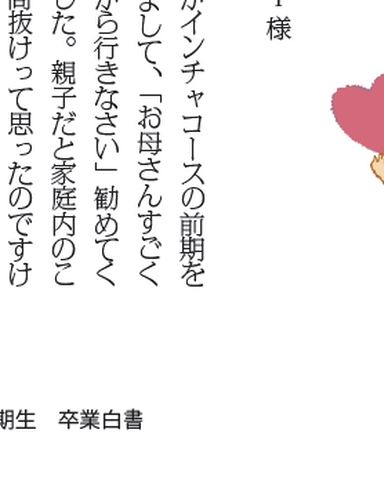 様
がインチャコースの前期を
まして、「お母さんすごく
から行きなさい」勧めてく
した。親子だと家庭内のこ
間抜けって思ったのですけ
期生　卒業白書